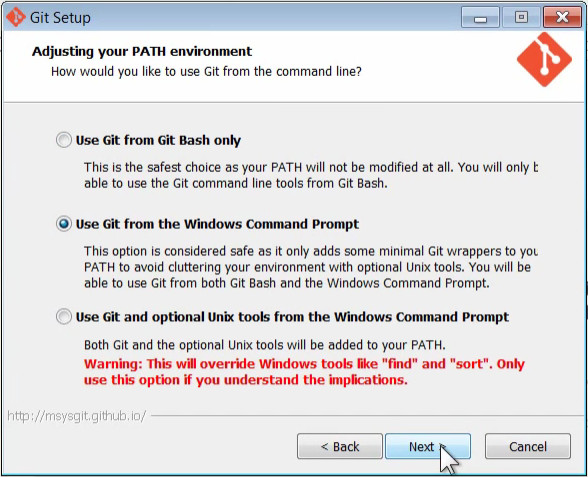 Git Setup
Adjusting your PATH environment
How would you like to use Git from the command line?
Use Git from Git Bash only
This is the safest choice as your PATH will not be modified at all. You will only
able to use the Git command line tools from Git Bash.
Use Git from the Windows Command Prompt
This option is considered safe as it only adds some minimal Git wrappers to
PATH to avoid cluttering your environment with optional Unix tools. You will be
able to use Git from both Git Bash and the Windows Command Prompt.
Use Git and optional Unix tools from the Windows Command Prompt
Both Git and the optional Unix tools will be added to your PATH.
Warning: This will override Windows tools like "find" and "sort". Only
use this option if you understand the implications.
http://msysgit.github.io/
< Back
Next >
Cancel